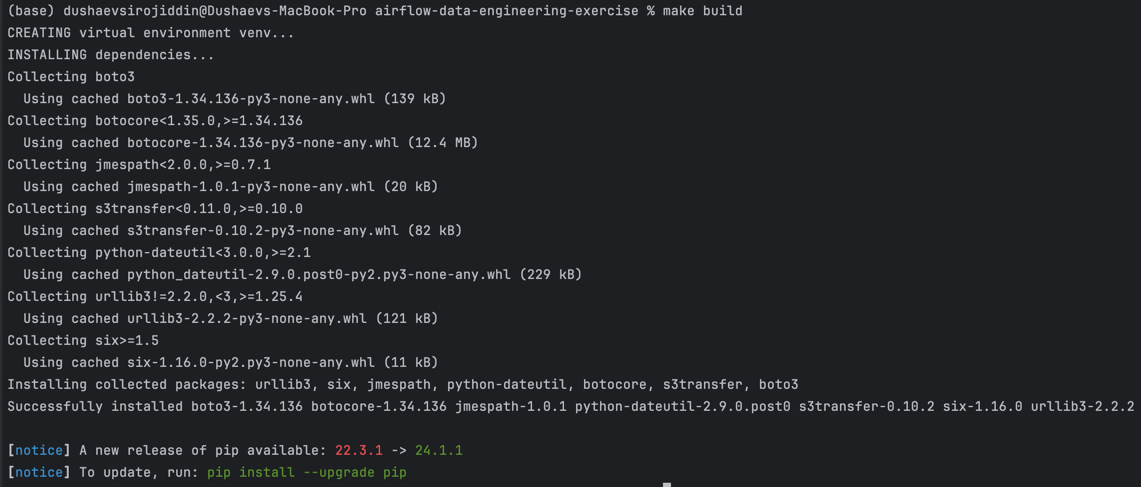 (base) dushaevsirojiddin@Dushaevs-MacBook-Pro airflow-data-engineering-exercise % make build
CREATING virtual environment venv...
INSTALLING dependencies...
Collecting boto3
  Using cached boto3-1.34.136-py3-none-any.whl (139 kB)
Collecting botocore<1.35.0,>=1.34.136
  Using cached botocore-1.34.136-py3-none-any.whl (12.4 MB)
Collecting jmespath<2.0.0,>=0.7.1
  Using cached jmespath-1.0.1-py3-none-any.whl (20 kB)
Collecting s3transfer<0.11.0,>=0.10.0
  Using cached s3transfer-0.10.2-py3-none-any.whl (82 kB)
Collecting python-dateutil<3.0.0,>=2.1
  Using cached python_dateutil-2.9.0.post0-py2.py3-none-any.whl (229 kB)
Collecting urllib3!=2.2.0,<3,>=1.25.4
  Using cached urllib3-2.2.2-py3-none-any.whl (121 kB)
Collecting six>=1.5
  Using cached six-1.16.0-py2.py3-none-any.whl (11 kB)
Installing collected packages: urllib3, six, jmespath, python-dateutil, botocore, s3transfer, boto3
Successfully installed boto3-1.34.136 botocore-1.34.136 jmespath-1.0.1 python-dateutil-2.9.0.post0 s3transfer-0.10.2 six-1.16.0 urllib3-2.2.2
[notice] A new release of pip available: 22.3.1 -> 24.1.1
[notice] To update, run: pip install --upgrade pip